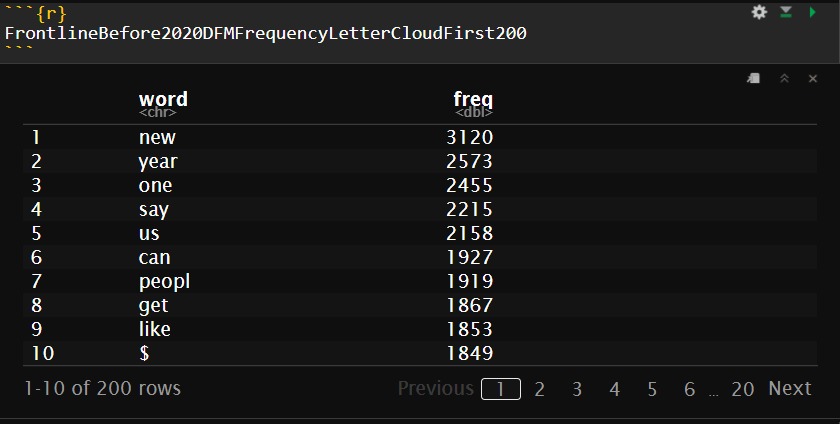 ```{r}
FrontlineBefore2020DFMFrequencyLetterCloudFirst200
```
word freq
<chr> <dbl>
1 new 3120
2 year 2573
3 one 2455
4 say 2215
5 us 2158
6 can 1927
7 peopl 1919
8 get 1867
9 like 1853
10 $ 1849
1-10 of 200 rows Previous 1 2 3 4 5 6 ... 20 Next